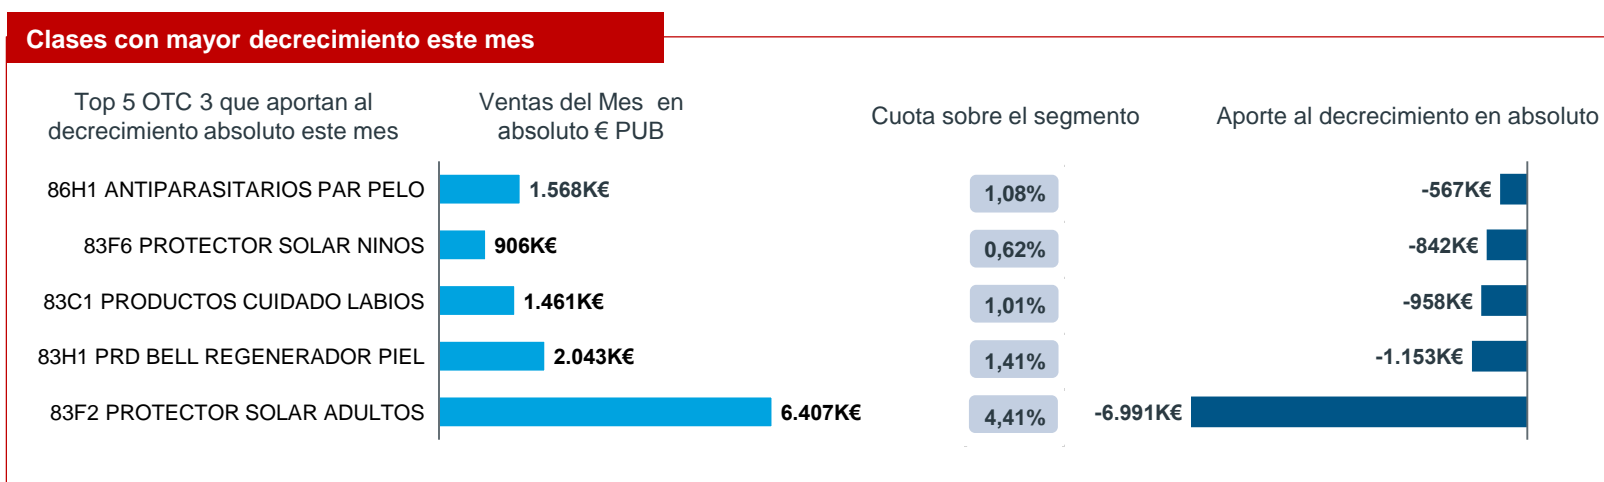 Clases con mayor decrecimiento este mes
Top 5 OTC 3 que aportan al
decrecimiento absoluto este mes
Ventas del Mes en
absoluto € PUB
Cuota sobre el segmento
Aporte al decrecimiento en absoluto
86H1 ANTIPARASITARIOS PAR PELO 1.568K€ 1,08% -567K€
83F6 PROTECTOR SOLAR NINOS 906K€ 0,62% -842K€
83C1 PRODUCTOS CUIDADO LABIOS 1.461K€ 1,01% -958K€
83H1 PRD BELL REGENERADOR PIEL 2.043K€ 1,41% -1.153K€
83F2 PROTECTOR SOLAR ADULTOS 6.407K€ 4,41% -6.991K€